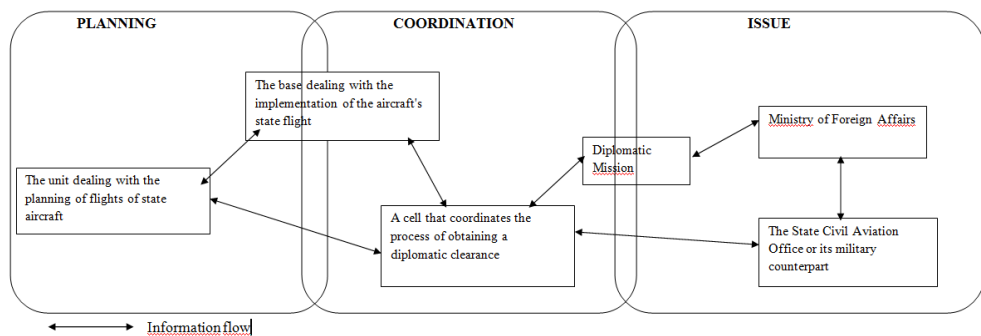 PLANNING
COORDINATION
ISSUE
The base dealing with the
implementation of the aircraft's
state flight
Ministry of Foreign Affairs
Diplomatic
Mission
The unit dealing with the
planning of flights of state
aircraft
A cell that coordinates the
process of obtaining a
diplomatic clearance
The State Civil Aviation
Office or its military
counterpart
Information flow